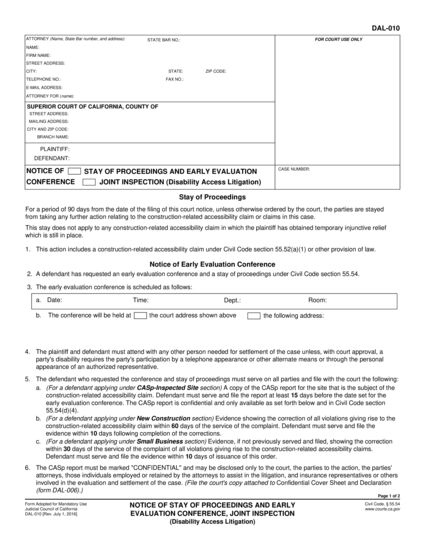 DAL-010
ATTORNEY (Name, State Bar number, and address): STATE BAR NO.:
FOR COURT USE ONLY
NAME:
FIRM NAME:
STREET ADDRESS:
CITY: STATE: ZIP CODE:
TELEPHONE NO.: FAX NO.:
E-MAIL ADDRESS:
ATTORNEY FOR (name):
SUPERIOR COURT OF CALIFORNIA, COUNTY OF
STREET ADDRESS:
MAILING ADDRESS:
CITY AND ZIP CODE:
BRANCH NAME:
PLAINTIFF:
DEFENDANT:
NOTICE OF STAY OF PROCEEDINGS AND EARLY EVALUATION
CONFERENCE JOINT INSPECTION (Disability Access Litigation)
CASE NUMBER:
Stay of Proceedings
For a period of 90 days from the date of the filing of this court notice, unless otherwise ordered by the court, the parties are stayed
from taking any further action relating to the construction-related accessibility claim or claims in this case.
This stay does not apply to any construction-related accessibility claim in which the plaintiff has obtained temporary injunctive relief
which is still in place.
1. This action includes a construction-related accessibility claim under Civil Code section 55.52(a)(1) or other provision of law.
Notice of Early Evaluation Conference
2. A defendant has requested an early evaluation conference and a stay of proceedings under Civil Code section 55.54.
3. The early evaluation conference is scheduled as follows:
a. Date: Time: Dept.: Room:
b. The conference will be held at the court address shown above the following address:
4. The plaintiff and defendant must attend with any other person needed for settlement of the case unless, with court approval, a
party's disability requires the party's participation by a telephone appearance or other alternate means or through the personal
appearance of an authorized representative.
5. The defendant who requested the conference and stay of proceedings must serve on all parties and file with the court the following:
a. (For a defendant applying under CASp-Inspected Site section) A copy of the CASp report for the site that is the subject of the
construction-related accessibility claim. Defendant must serve and file the report at least 15 days before the date set for the
early evaluation conference. The CASp report is confidential and only available as set forth below and in Civil Code section
55.54(d)(4).
b. (For a defendant applying under New Construction section) Evidence showing the correction of all violations giving rise to the
construction-related accessibility claim within 60 days of the service of the complaint. Defendant must serve and file the
evidence within 10 days following completion of the corrections.
c. (For a defendant applying under Small Business section) Evidence, if not previously served and filed, showing the correction
within 30 days of the service of the complaint of all violations giving rise to the construction-related accessibility claims.
Defendant must serve and file the evidence within 10 days of issuance of this order.
6. The CASp report must be marked "CONFIDENTIAL" and may be disclosed only to the court, the parties to the action, the parties'
attorneys, those individuals employed or retained by the attorneys to assist in the litigation, and insurance representatives or others
involved in the evaluation and settlement of the case. (File the court's copy attached to Confidential Cover Sheet and Declaration
(form DAL-006).)
Page 1 of 2
Form Adopted for Mandatory Use
Judicial Council of California
DAL-010 [Rev. July 1, 2016]
NOTICE OF STAY OF PROCEEDINGS AND EARLY
EVALUATION CONFERENCE, JOINT INSPECTION
(Disability Access Litigation)
Civil Code, § 55.54
www.courts.ca.gov